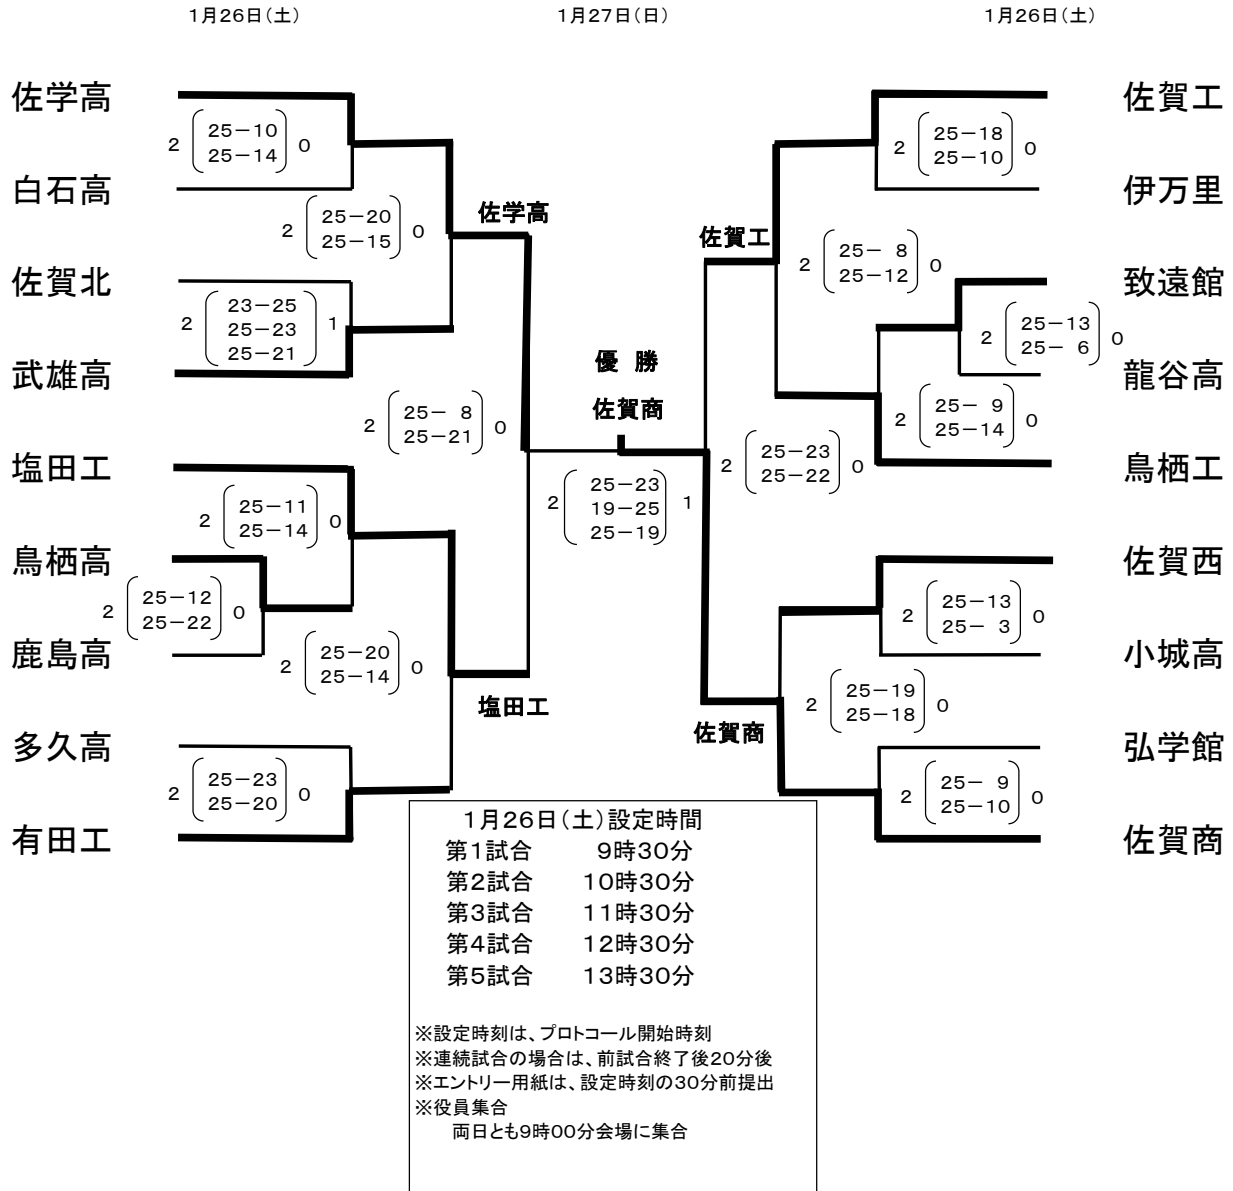 1月26日（土）
1月27日（日）
1月26日（土）
佐学高
白石高
佐賀北
武雄高
塩田工
鳥栖高
鹿島高
多久高
有田工
2 25－10 0
25－14
2 25－20 0
25－15
2 23－25 1
25－23
25－21
2 25－ 8 0
25－21
2 25－11 0
25－14
2 25－12 0
25－22
2 25－20 0
25－14
2 25－23 0
25－20
佐学高
塩田工
優 勝
佐賀商
2 25－23 1
19－25
25－19
佐賀工
佐賀商
2 25－18 0
25－10
2 25－ 8 0
25－12
2 25－13 0
25－ 6
2 25－ 9 0
25－14
2 25－23 0
25－22
2 25－13 0
25－ 3
2 25－19 0
25－18
2 25－ 9 0
25－10
佐賀工
伊万里
致遠館
龍谷高
鳥栖工
佐賀西
小城高
弘学館
佐賀商
1月26日（土）設定時間
第1試合 9時30分
第2試合 10時30分
第3試合 11時30分
第4試合 12時30分
第5試合 13時30分
※設定時刻は、プロトコール開始時刻
※連続試合の場合は、前試合終了後20分後
※エントリー用紙は、設定時刻の30分前提出
※役員集合
両日とも9時00分会場に集合